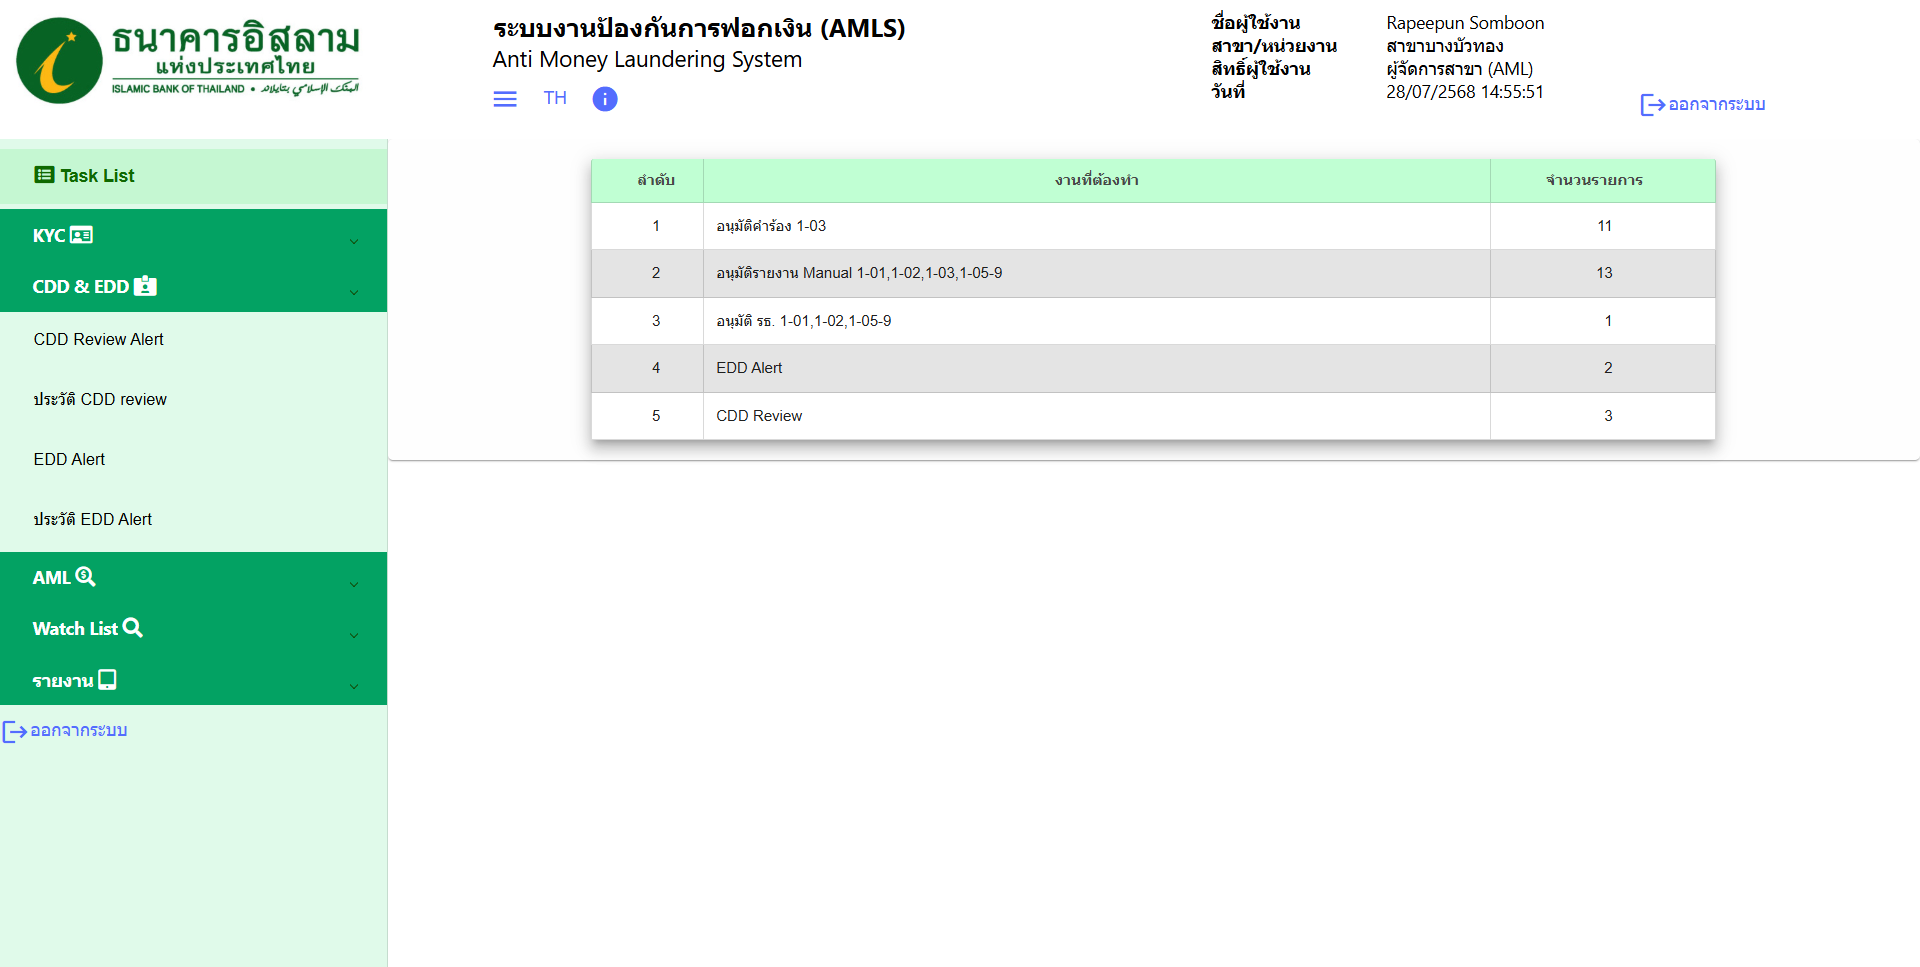 ธนาคารอิสลาม
แห่งประเทศไทย
ISLAMIC BANK OF THAILAND •
ระบบงานป้องกันการฟอกเงิน (AMLS)
Anti Money Laundering System
TH
ชื่อผู้ใช้งาน Rapeepun Somboon
สาขา/หน่วยงาน สาขาบางบัวทอง
สิทธิ์ผู้ใช้งาน ผู้จัดการสาขา (AML)
วันที่ 28/07/2568 14:55:51
ออกจากระบบ
Task List
KYC
CDD & EDD
CDD Review Alert
ประวัติ CDD review
EDD Alert
ประวัติ EDD Alert
AML
Watch List
รายงาน
ออกจากระบบ
ลำดับ งานที่ต้องทำ จำนวนรายการ
1 อนุมัติคำร้อง 1-03 11
2 อนุมัติรายงาน Manual 1-01,1-02,1-03,1-05-9 13
3 อนุมัติ รธ. 1-01,1-02,1-05-9 1
4 EDD Alert 2
5 CDD Review 3